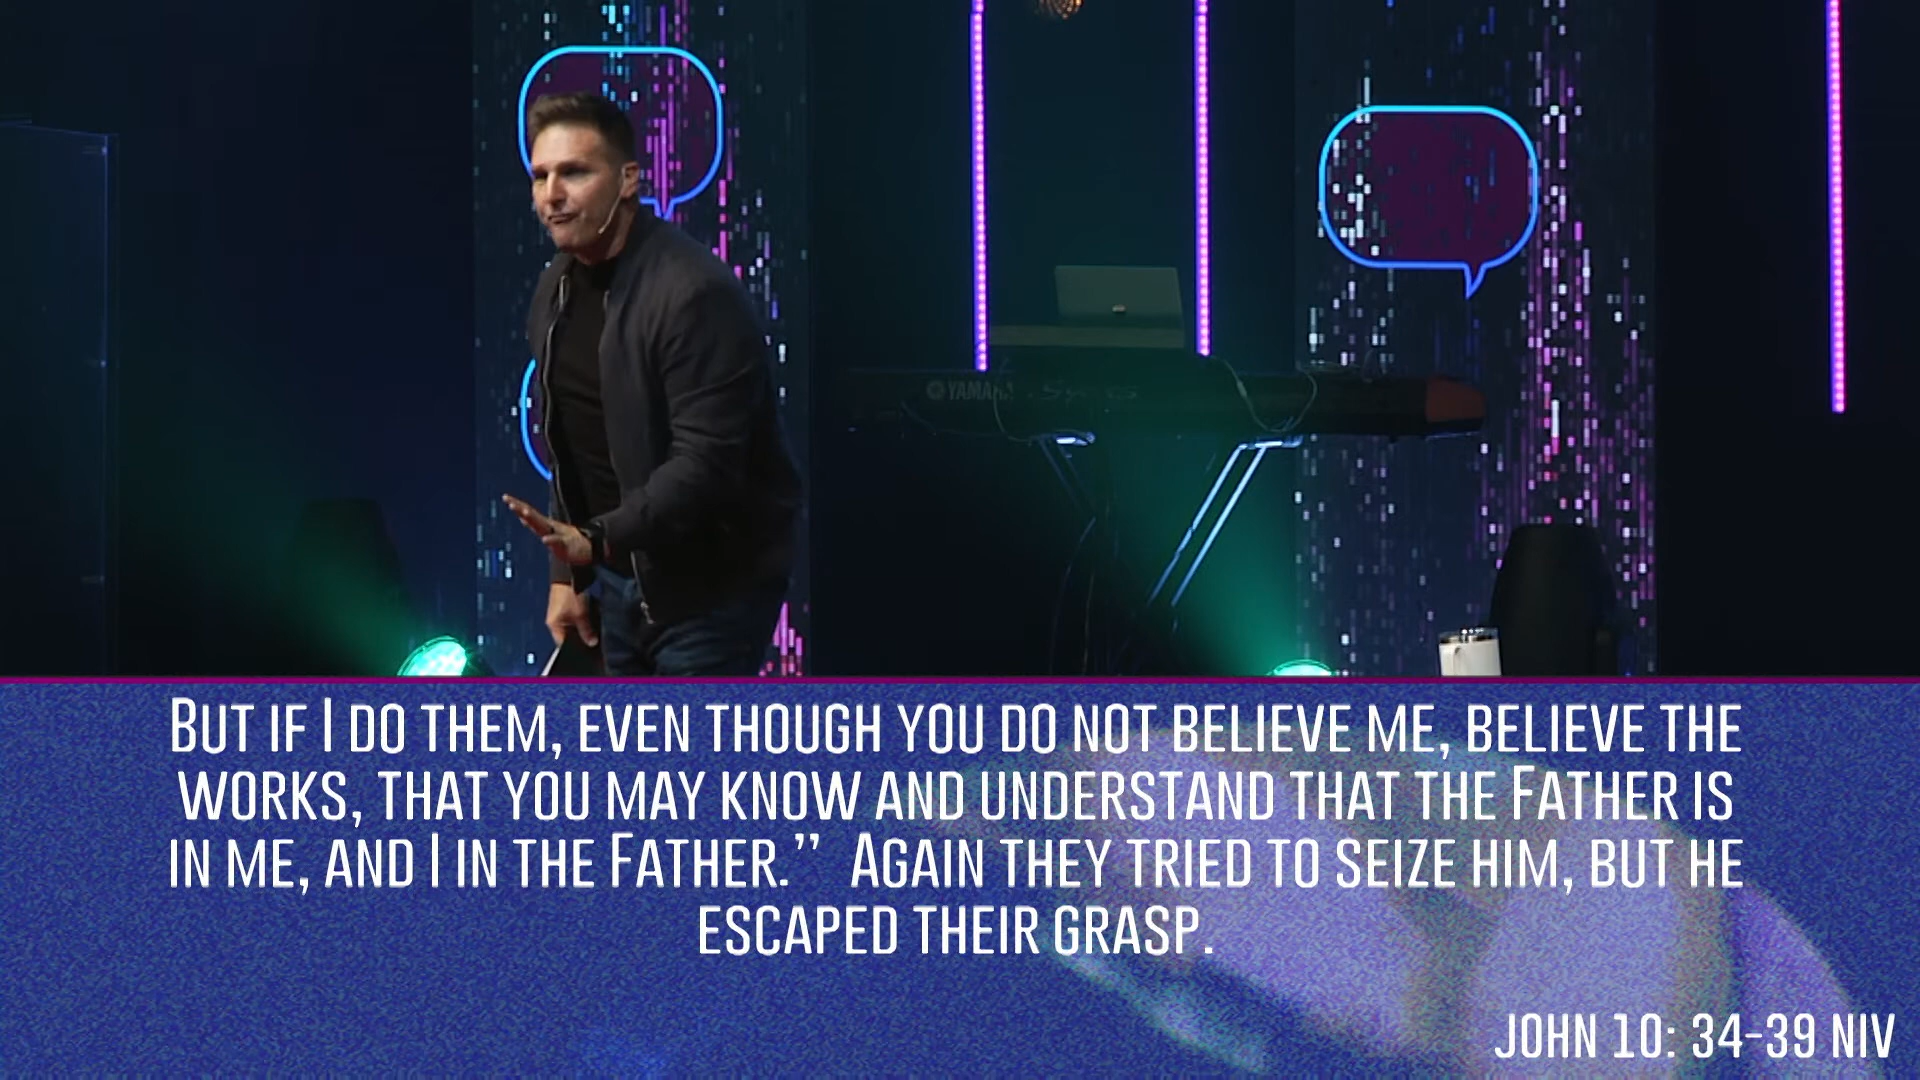 YAMAHA
But if I do them, even though you do not believe me, believe the
works, that you may know and understand that the Father is
in me, and I in the Father.” Again they tried to seize him, but he
escaped their grasp.
JOHN 10: 34-39 NIV